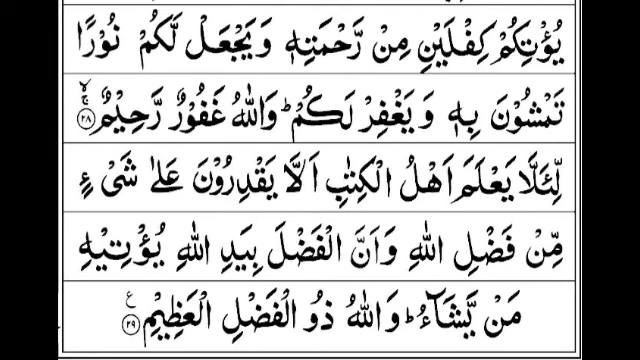 يُؤْتِكُمْ كِفْلَيْنِ مِنْ رَّحْمَتِهٖ وَيَجْعَلْ لَّكُمْ نُوْرًا
تَمْشُوْنَ بِهٖ وَيَغْفِرْ لَكُمْ ؕ وَاللّٰهُ غَفُوْرٌ رَّحِيْمٌ ۙۚ ﴿۲۸﴾
لِّئَلَّا يَعْلَمَ اَهْلُ الْكِتٰبِ اَلَّا يَقْدِرُوْنَ عَلٰى شَىْءٍ
مِّنْ فَضْلِ اللّٰهِ وَاَنَّ الْفَضْلَ بِيَدِ اللّٰهِ يُؤْتِيْهِ
مَنْ يَّشَآءُ ؕ وَاللّٰهُ ذُو الْفَضْلِ الْعَظِيْمِ ﴿۲۹﴾ ع